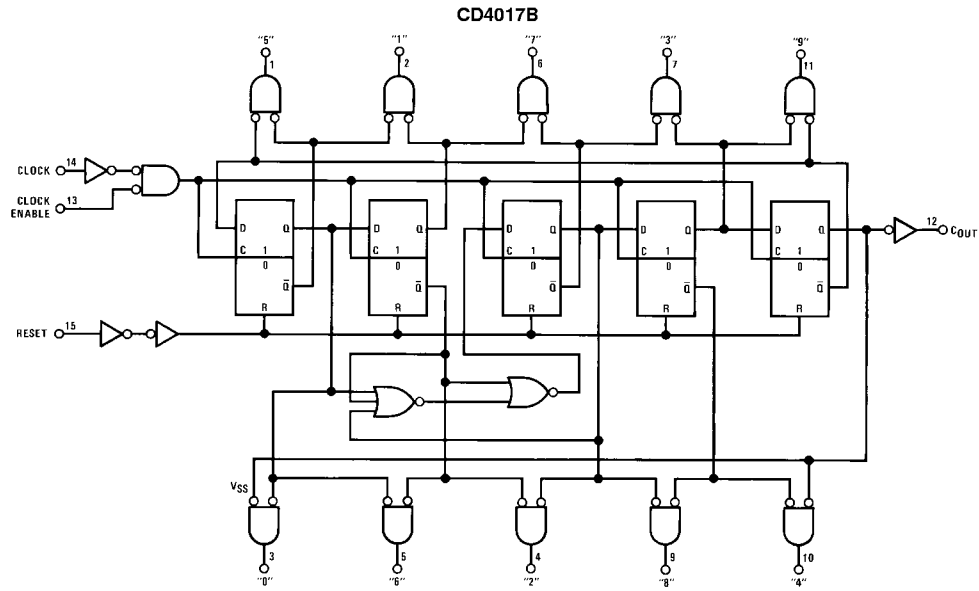 CD4017B
"5" "1" "7" "3" "9"
1 2 6 7 11
CLOCK 14
CLOCK ENABLE 13
D Q D Q D Q D Q D Q
C 1 C 1 C 1 C 1 C 1
0 0 0 0 0
Q̅ Q̅ Q̅ Q̅ Q̅
R R R R R
12 COUT
RESET 15
VSS
3 5 4 9 10
"0" "6" "2" "8" "4"